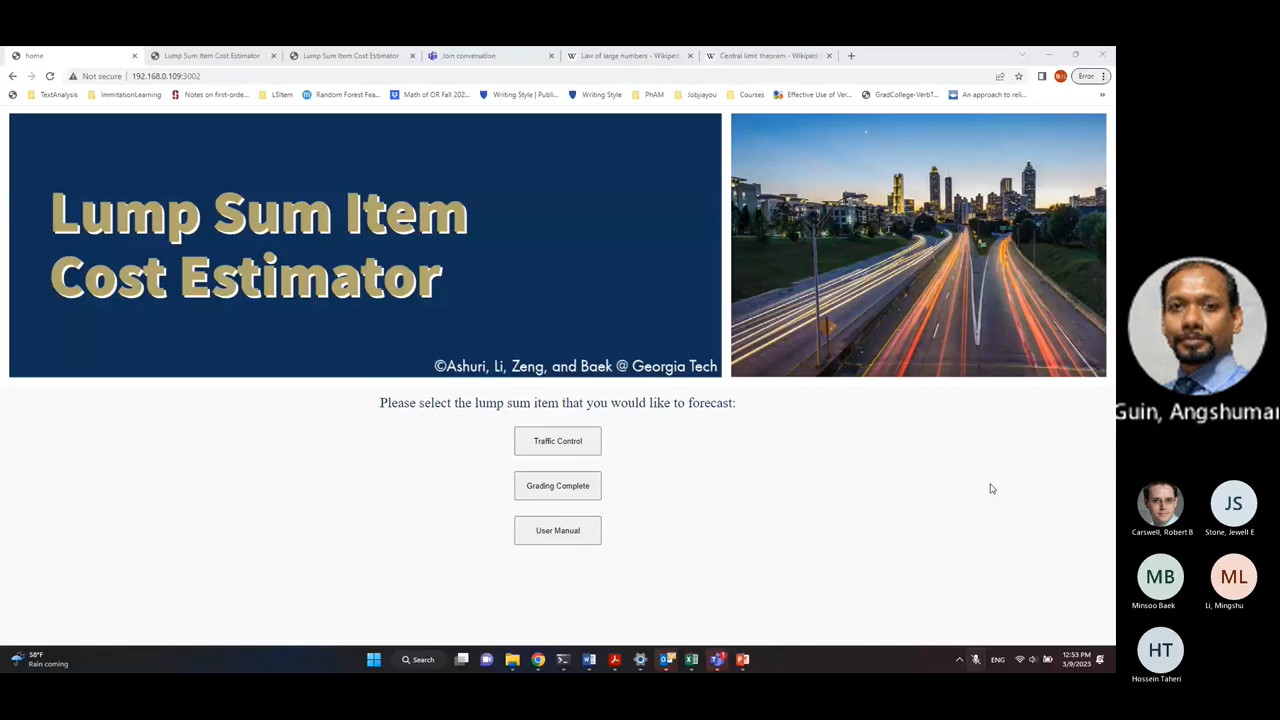 home
Lump Sum Item Cost Estimator
Lump Sum Item Cost Estimator
Join conversation
Law of large numbers - Wikiped
Central limit theorem - Wikiped
Not secure
192.168.0.109:3002
Error
TextAnalysis
ImmitationLearning
Notes on first-orde...
LSItem
Random Forest Fea...
Math of OR Fall 202...
Writing Style | Publi...
Writing Style
PhAM
Jobjiayou
Courses
Effective Use of Ver...
GradCollege-VerbT...
An approach to reli...
»
Lump Sum Item
Cost Estimator
©Ashuri, Li, Zeng, and Baek @ Georgia Tech
Please select the lump sum item that you would like to forecast:
Traffic Control
Grading Complete
User Manual
Guin, Angshuman
Carswell, Robert B
JS
Stone, Jewell E
MB
Minsoo Baek
ML
Li, Mingshu
HT
Hossein Taheri
58°F
Rain coming
Search
ENG
12:53 PM
3/9/2023